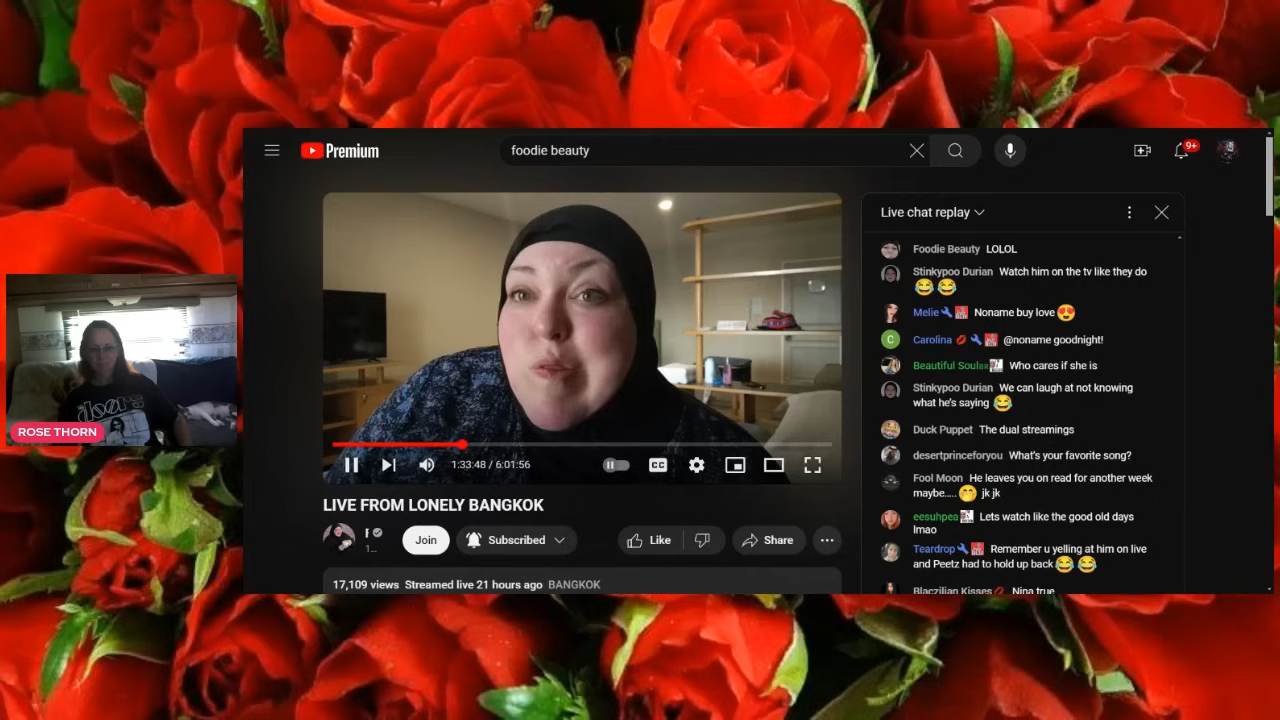 Premium
foodie beauty
9+
Live chat replay
Foodie Beauty LOLOL
Stinkypoo Durian Watch him on the tv like they do
Melie Noname buy love
C Carolina @noname goodnight!
Beautiful Soul Who cares if she is
Stinkypoo Durian We can laugh at not knowing
what he's saying
Duck Puppet The dual streamings
desertprinceforyou What's your favorite song?
Fool Moon He leaves you on read for another week
maybe..... jk jk
eesuhpea Lets watch like the good old days
lmao
Teardrop Remember u yelling at him on live
and Peetz had to hold up back
Blaczilian Kisses Nina true
the doors
ROSE THORN
1:33:48 / 6:01:56
CC
LIVE FROM LONELY BANGKOK
1...
Join
Subscribed
Like
Share
17,109 views Streamed live 21 hours ago BANGKOK